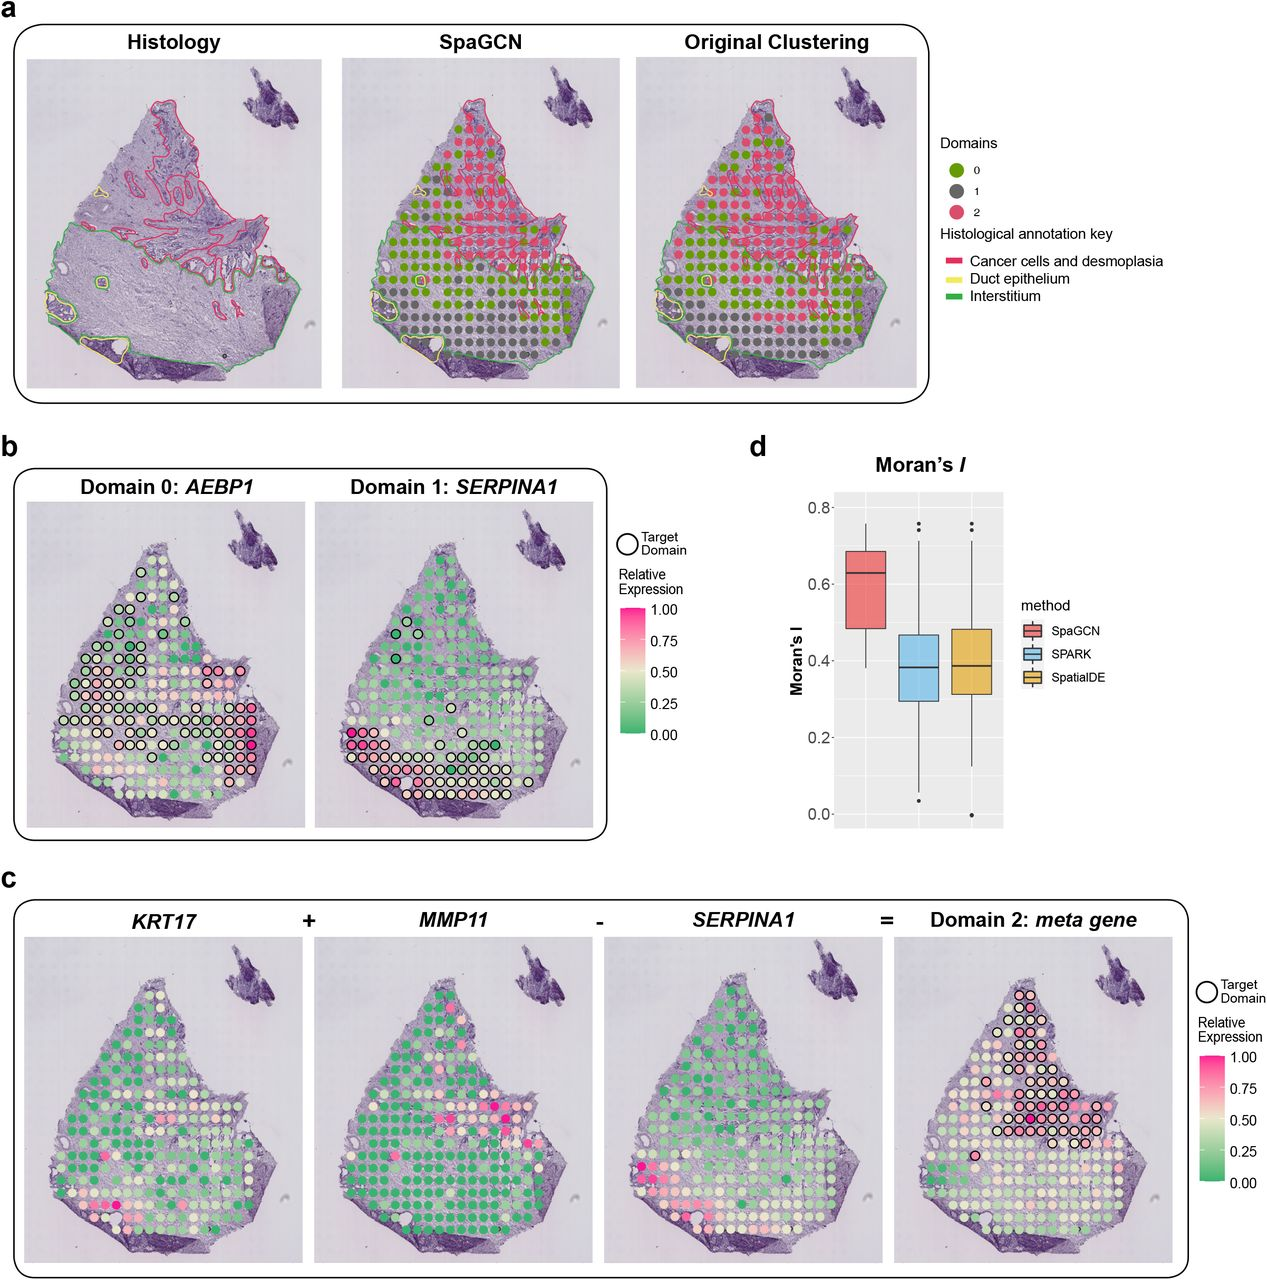 a
Histology
SpaGCN
Original Clustering
Domains
0
1
2
Histological annotation key
Cancer cells and desmoplasia
Duct epithelium
Interstitium
b
Domain 0: AEBP1
Domain 1: SERPINA1
Target
Domain
Relative
Expression
1.00
0.75
0.50
0.25
0.00
d
Moran's I
Moran's I
0.8
0.6
0.4
0.2
0.0
method
SpaGCN
SPARK
SpatialDE
c
KRT17
+
MMP11
-
SERPINA1
=
Domain 2: meta gene
Target
Domain
Relative
Expression
1.00
0.75
0.50
0.25
0.00